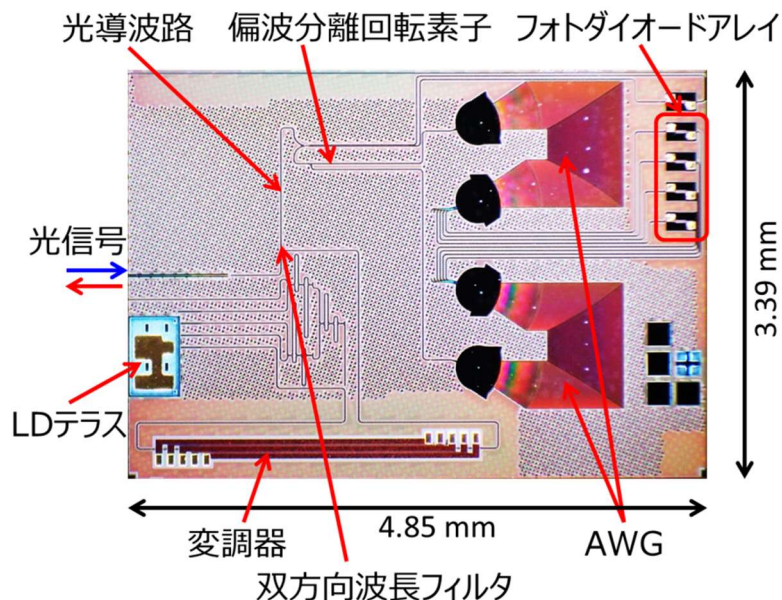 光導波路
偏波分離回転素子
フォトダイオードアレイ
光信号
3.39 mm
LDテラス
4.85 mm
変調器
AWG
双方向波長フィルタ